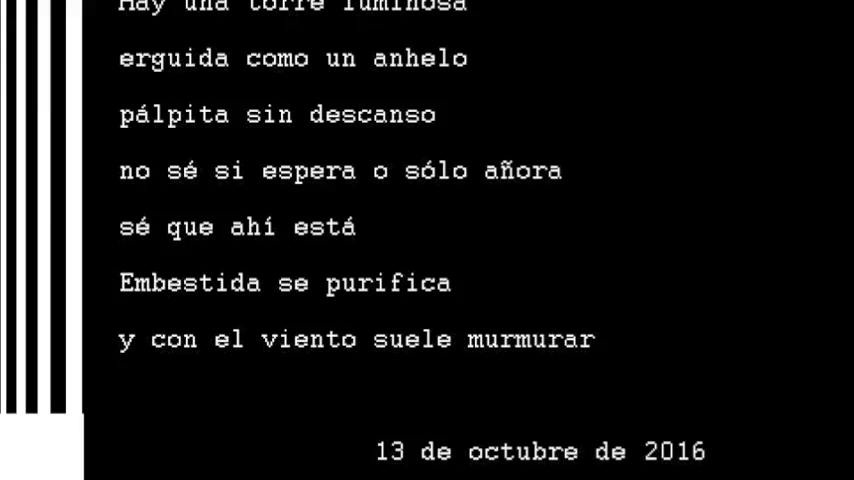 Hay una torre luminosa
erguida como un anhelo
pálpita sin descanso
no sé si espera o sólo añora
sé que ahí está
Embestida se purifica
y con el viento suele murmurar
13 de octubre de 2016